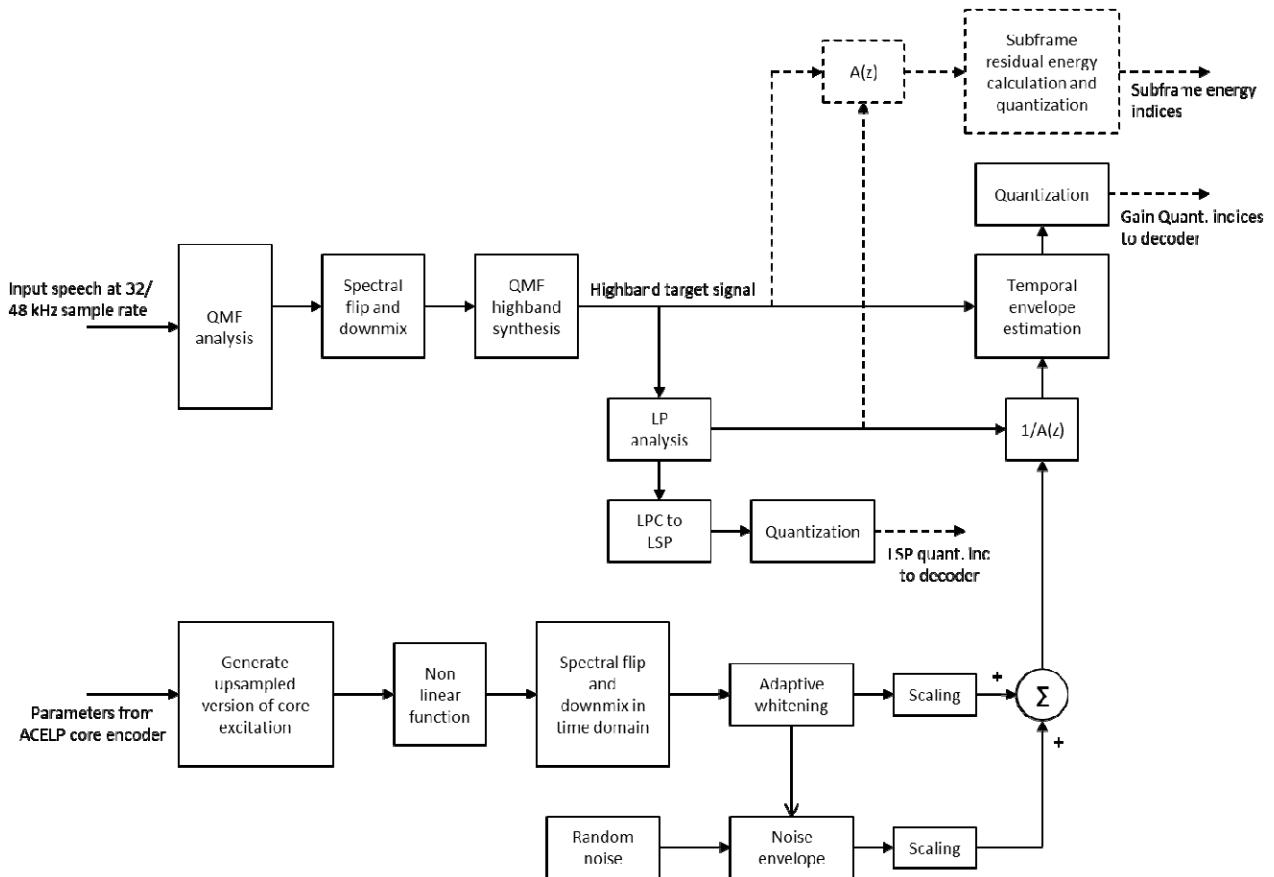 Subframe
residual energy
calculation and
quantization
A(z)
Subframe energy
indices
Quantization
Gain Quant. indices
to decoder
Input speech at 32/
48 kHz sample rate
QMF
analysis
Spectral
flip and
downmix
QMF
highband
synthesis
Highband target signal
Temporal
envelope
estimation
LP
analysis
1/A(z)
LPC to
LSP
Quantization
LSP quant. inc
to decoder
Parameters from
ACELP core encoder
Generate
upsampled
version of core
excitation
Non
linear
function
Spectral flip
and
downmix in
time domain
Adaptive
whitening
Scaling
+
Σ
+
Random
noise
Noise
envelope
Scaling